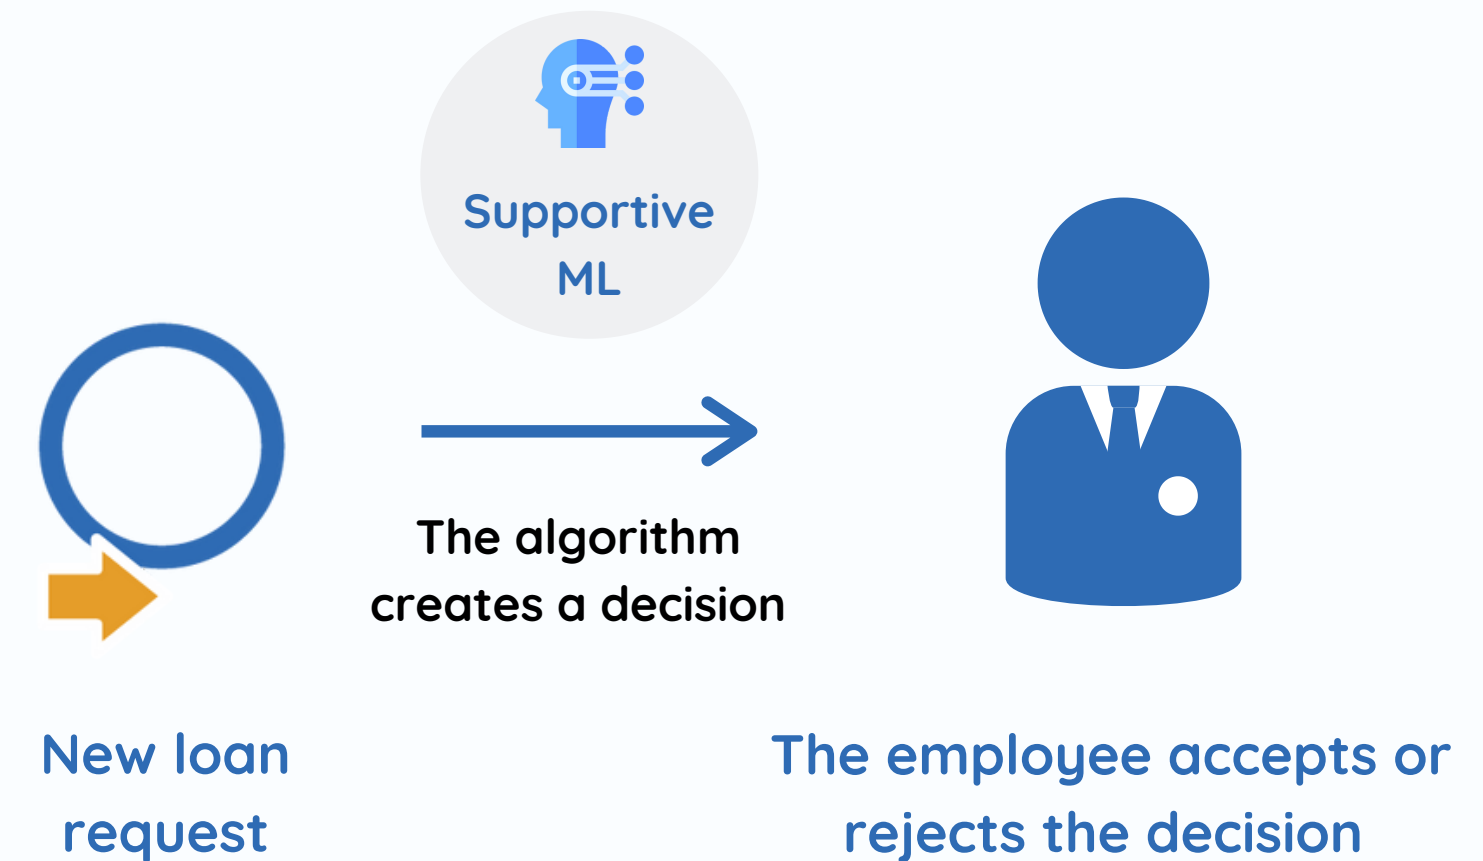 Supportive
ML
The algorithm
creates a decision
New loan
request
The employee accepts or
rejects the decision